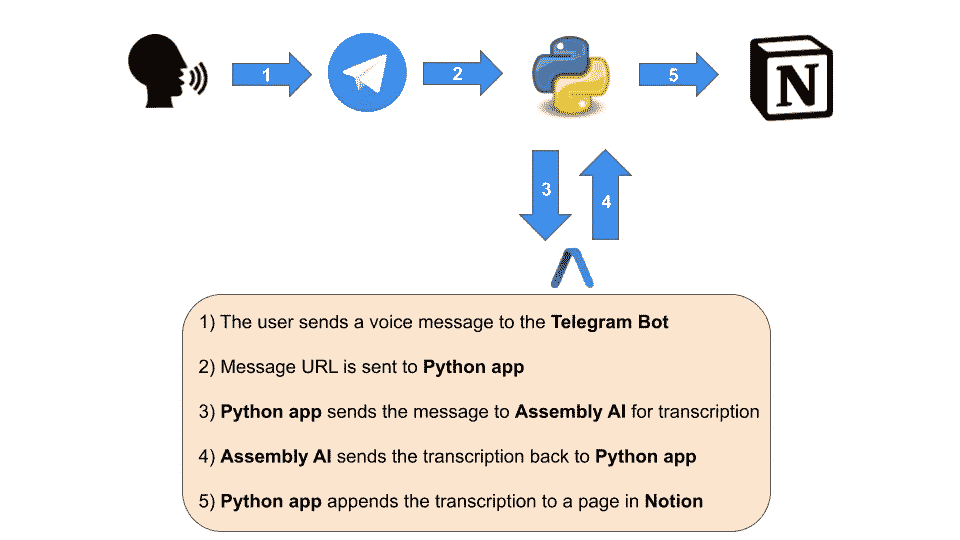 1
2
5
N
3
4
1) The user sends a voice message to the Telegram Bot
2) Message URL is sent to Python app
3) Python app sends the message to Assembly AI for transcription
4) Assembly AI sends the transcription back to Python app
5) Python app appends the transcription to a page in Notion